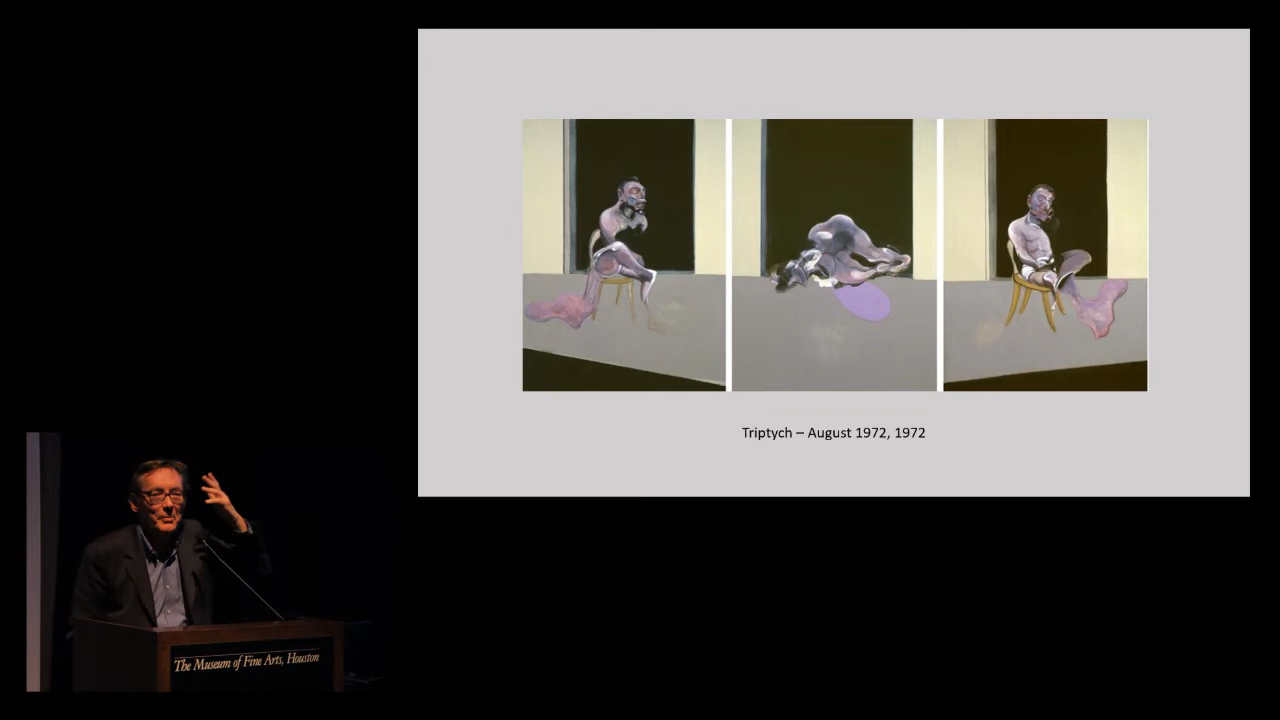 Triptych – August 1972, 1972
The Museum of Fine Arts, Houston